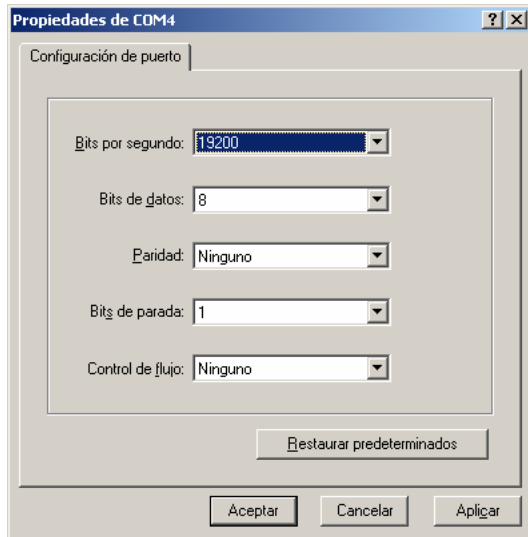 Propiedades de COM4
Configuración de puerto
Bits por segundo: 19200
Bits de datos: 8
Paridad: Ninguno
Bits de parada: 1
Control de flujo: Ninguno
Restaurar predeterminados
Aceptar Cancelar Aplicar